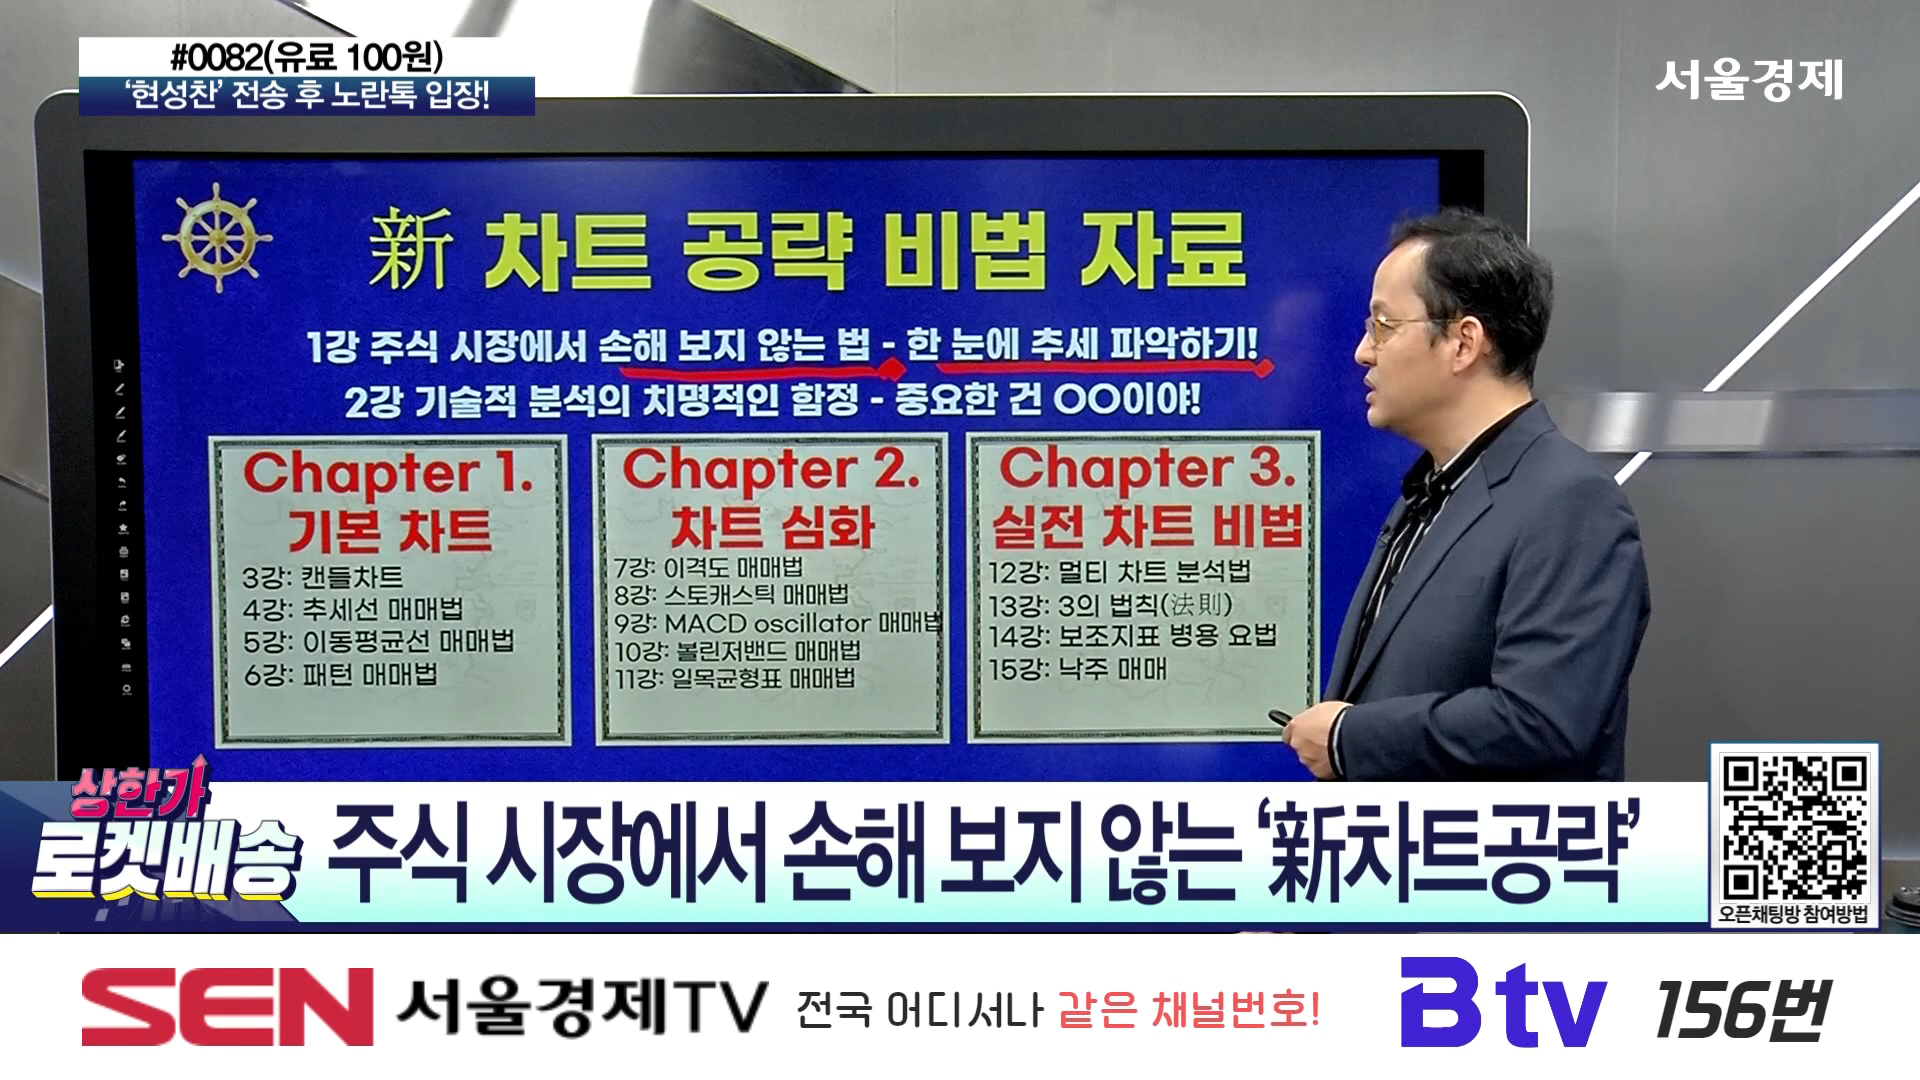 #0082(유료 100원)
‘현성찬’ 전송 후 노란톡 입장!
서울경제
新 차트 공략 비법 자료
1강 주식 시장에서 손해 보지 않는 법 - 한 눈에 추세 파악하기!
2강 기술적 분석의 치명적인 함정 - 중요한 건 OO이야!
Chapter 1.
기본 차트
3강: 캔들차트
4강: 추세선 매매법
5강: 이동평균선 매매법
6강: 패턴 매매법
Chapter 2.
차트 심화
7강: 이격도 매매법
8강: 스토캐스틱 매매법
9강: MACD oscillator 매매법
10강: 볼린저밴드 매매법
11강: 일목균형표 매매법
Chapter 3.
실전 차트 비법
12강: 멀티 차트 분석법
13강: 3의 법칙(法則)
14강: 보조지표 병용 요법
15강: 낙주 매매
상한가
로켓배송
주식 시장에서 손해 보지 않는 ‘新차트공략’
오픈채팅방 참여방법
SEN 서울경제TV 전국 어디서나 같은 채널번호! B tv 156번